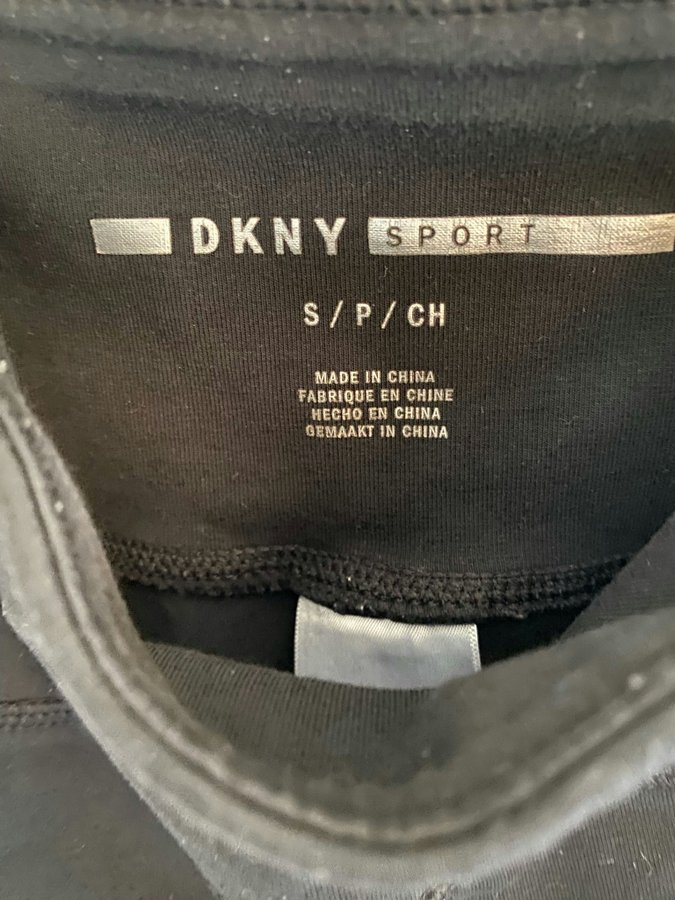 DKNY SPORT
S / P / CH
MADE IN CHINA
FABRIQUE EN CHINE
HECHO EN CHINA
GEMAAKT IN CHINA